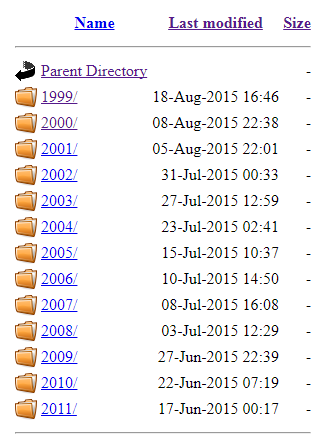 Name Last modified Size
Parent Directory -
1999/ 18-Aug-2015 16:46 -
2000/ 08-Aug-2015 22:38 -
2001/ 05-Aug-2015 22:01 -
2002/ 31-Jul-2015 00:33 -
2003/ 27-Jul-2015 12:59 -
2004/ 23-Jul-2015 02:41 -
2005/ 15-Jul-2015 10:37 -
2006/ 10-Jul-2015 14:50 -
2007/ 08-Jul-2015 16:08 -
2008/ 03-Jul-2015 12:29 -
2009/ 27-Jun-2015 22:39 -
2010/ 22-Jun-2015 07:19 -
2011/ 17-Jun-2015 00:17 -